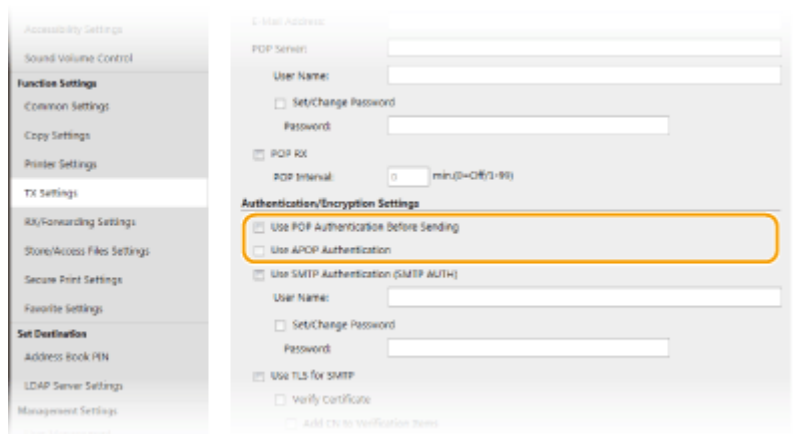 Accessibility Settings
Sound Volume Control
Function Settings
Common Settings
Copy Settings
Printer Settings
TX Settings
RX/Forwarding Settings
Store/Access Files Settings
Secure Print Settings
Favorite Settings
Set Destination
Address Book PIN
LDAP Server Settings
Management Settings
E-Mail Address:
POP Server:
User Name:
Set/Change Password
Password:
POP RX
POP Interval: 0 min.(0=Off/1-99)
Authentication/Encryption Settings
Use POP Authentication Before Sending
Use APOP Authentication
Use SMTP Authentication (SMTP AUTH)
User Name:
Set/Change Password
Password:
Use TLS for SMTP
Verify Certificate
Add CN to Verification Items